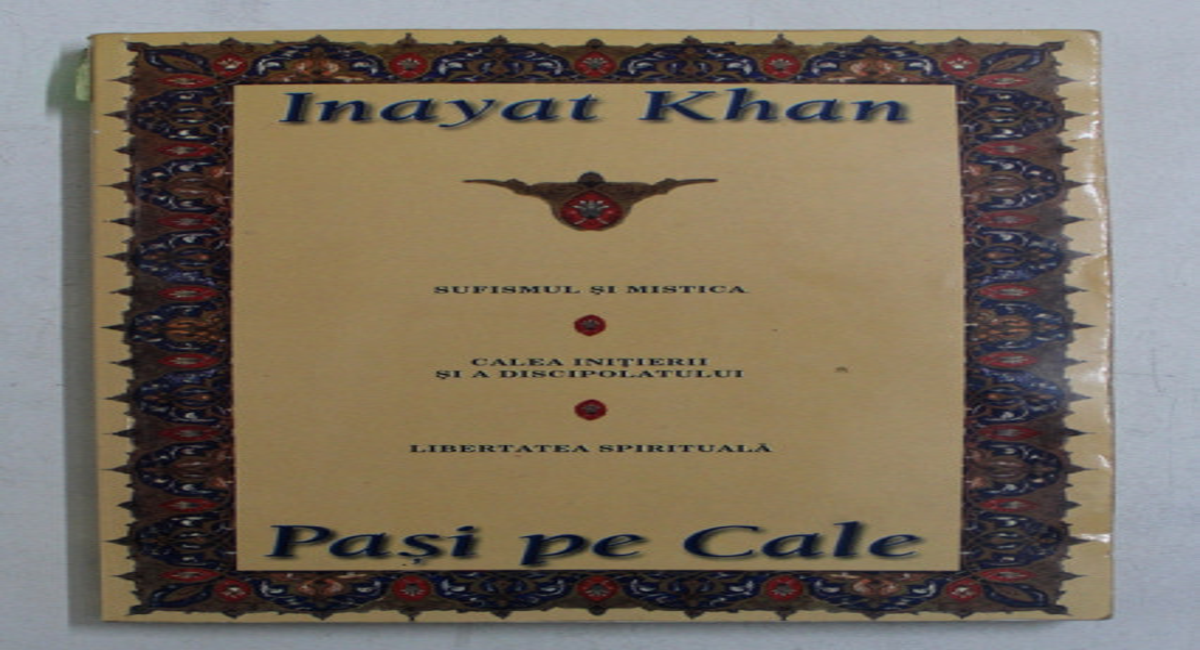 Inayat Khan
SUFISMUL ŞI MISTICA
CALEA INIŢIERII
ŞI A DISCIPOLATULUI
LIBERTATEA SPIRITUALĂ
Paşi pe Cale